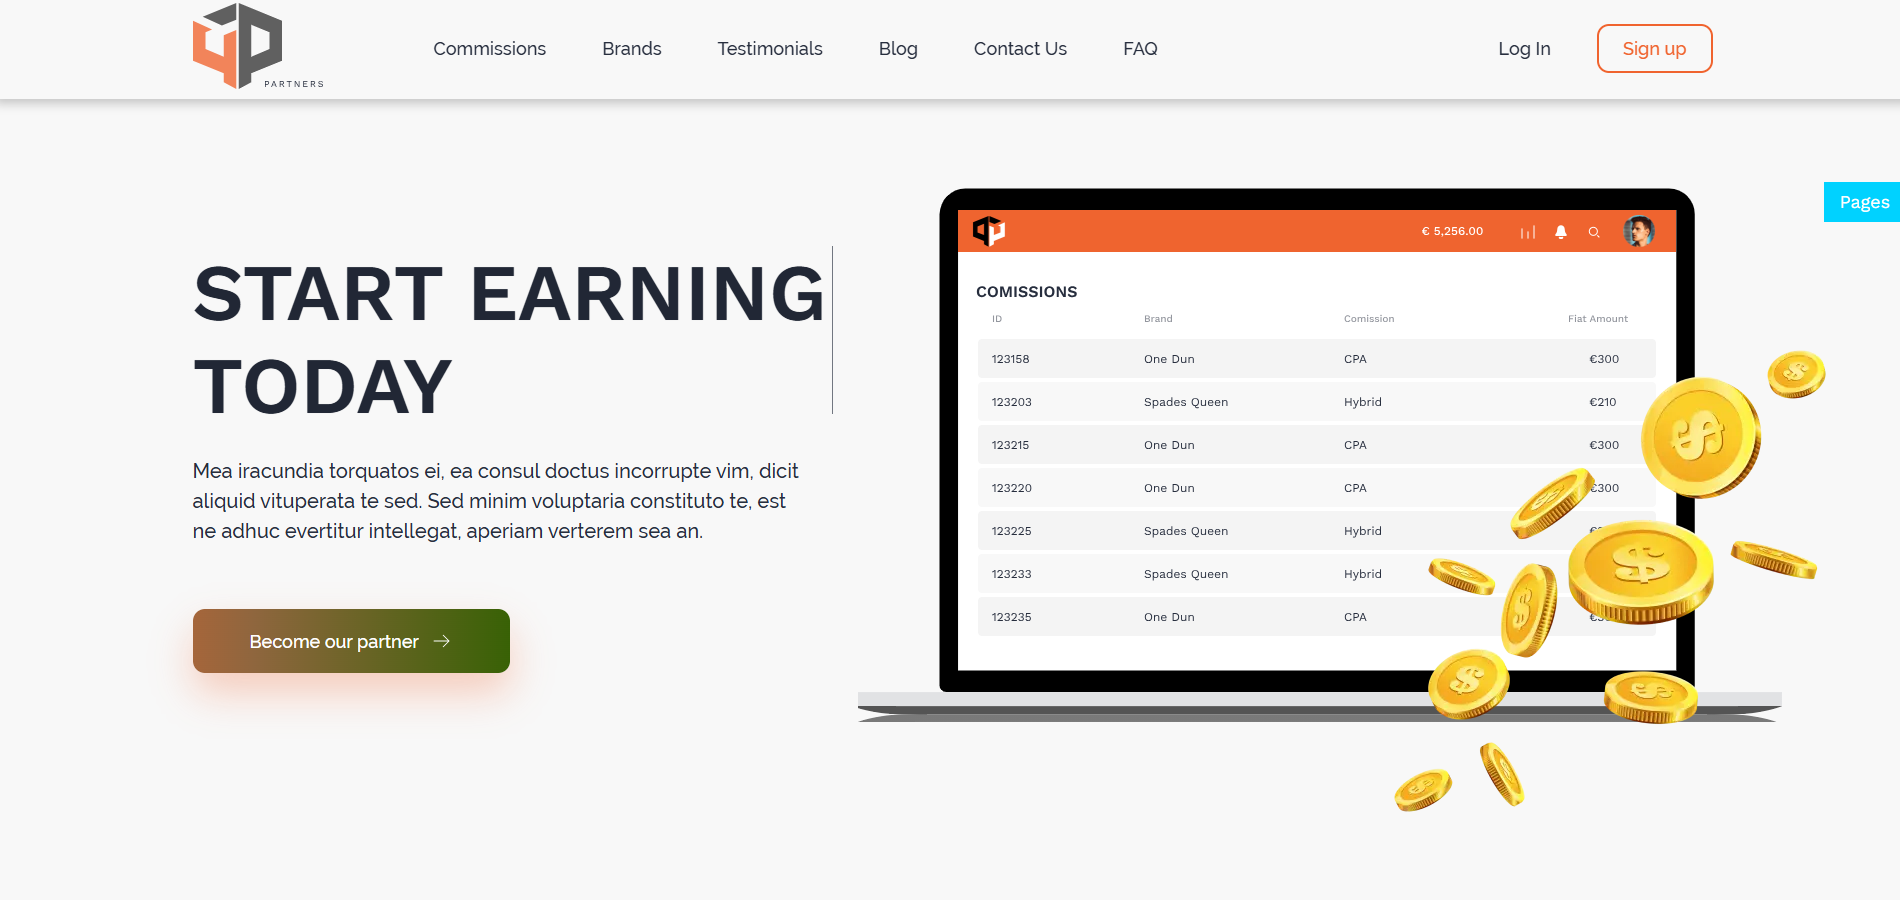 PARTNERS
Commissions Brands Testimonials Blog Contact Us FAQ Log In Sign up
Pages
START EARNING
TODAY
Mea iracundia torquatos ei, ea consul doctus incorrupte vim, dicit
aliquid vituperata te sed. Sed minim voluptaria constituto te, est
ne adhuc evertitur intellegat, aperiam verterem sea an.
Become our partner →
€ 5,256.00
COMISSIONS
ID Brand Comission Fiat Amount
123158 One Dun CPA €300
123203 Spades Queen Hybrid €210
123215 One Dun CPA €300
123220 One Dun CPA €300
123225 Spades Queen Hybrid
123233 Spades Queen Hybrid
123235 One Dun CPA